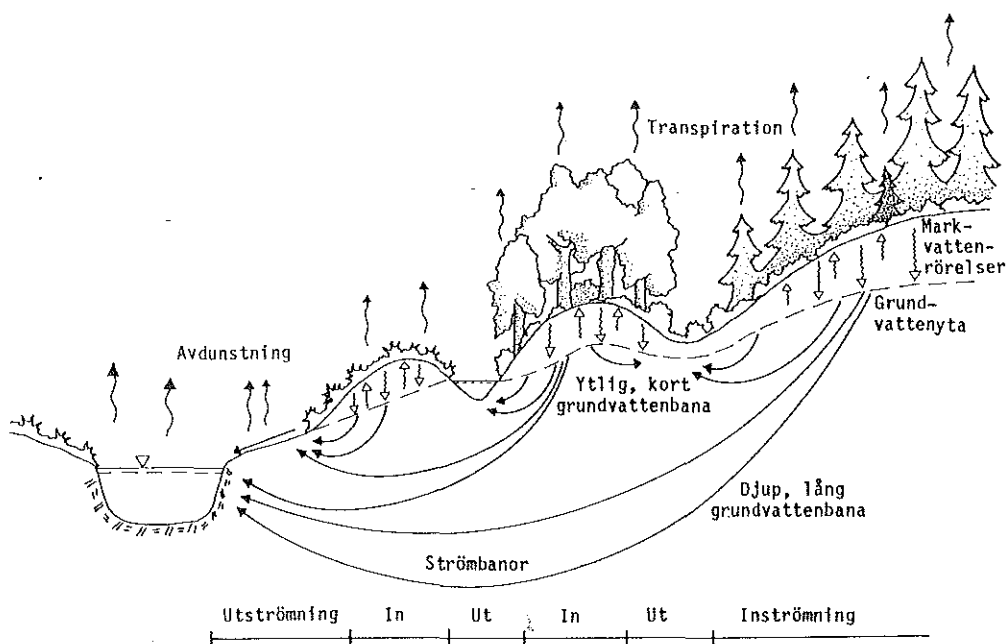 Transpiration
Mark-
vatten-
rörelser
Grund-
vattenyta
Avdunstning
Ytlig, kort
grundvattenbana
Djup, lång
grundvattenbana
Strömbanor
Utströmning In Ut In Ut Inströmning